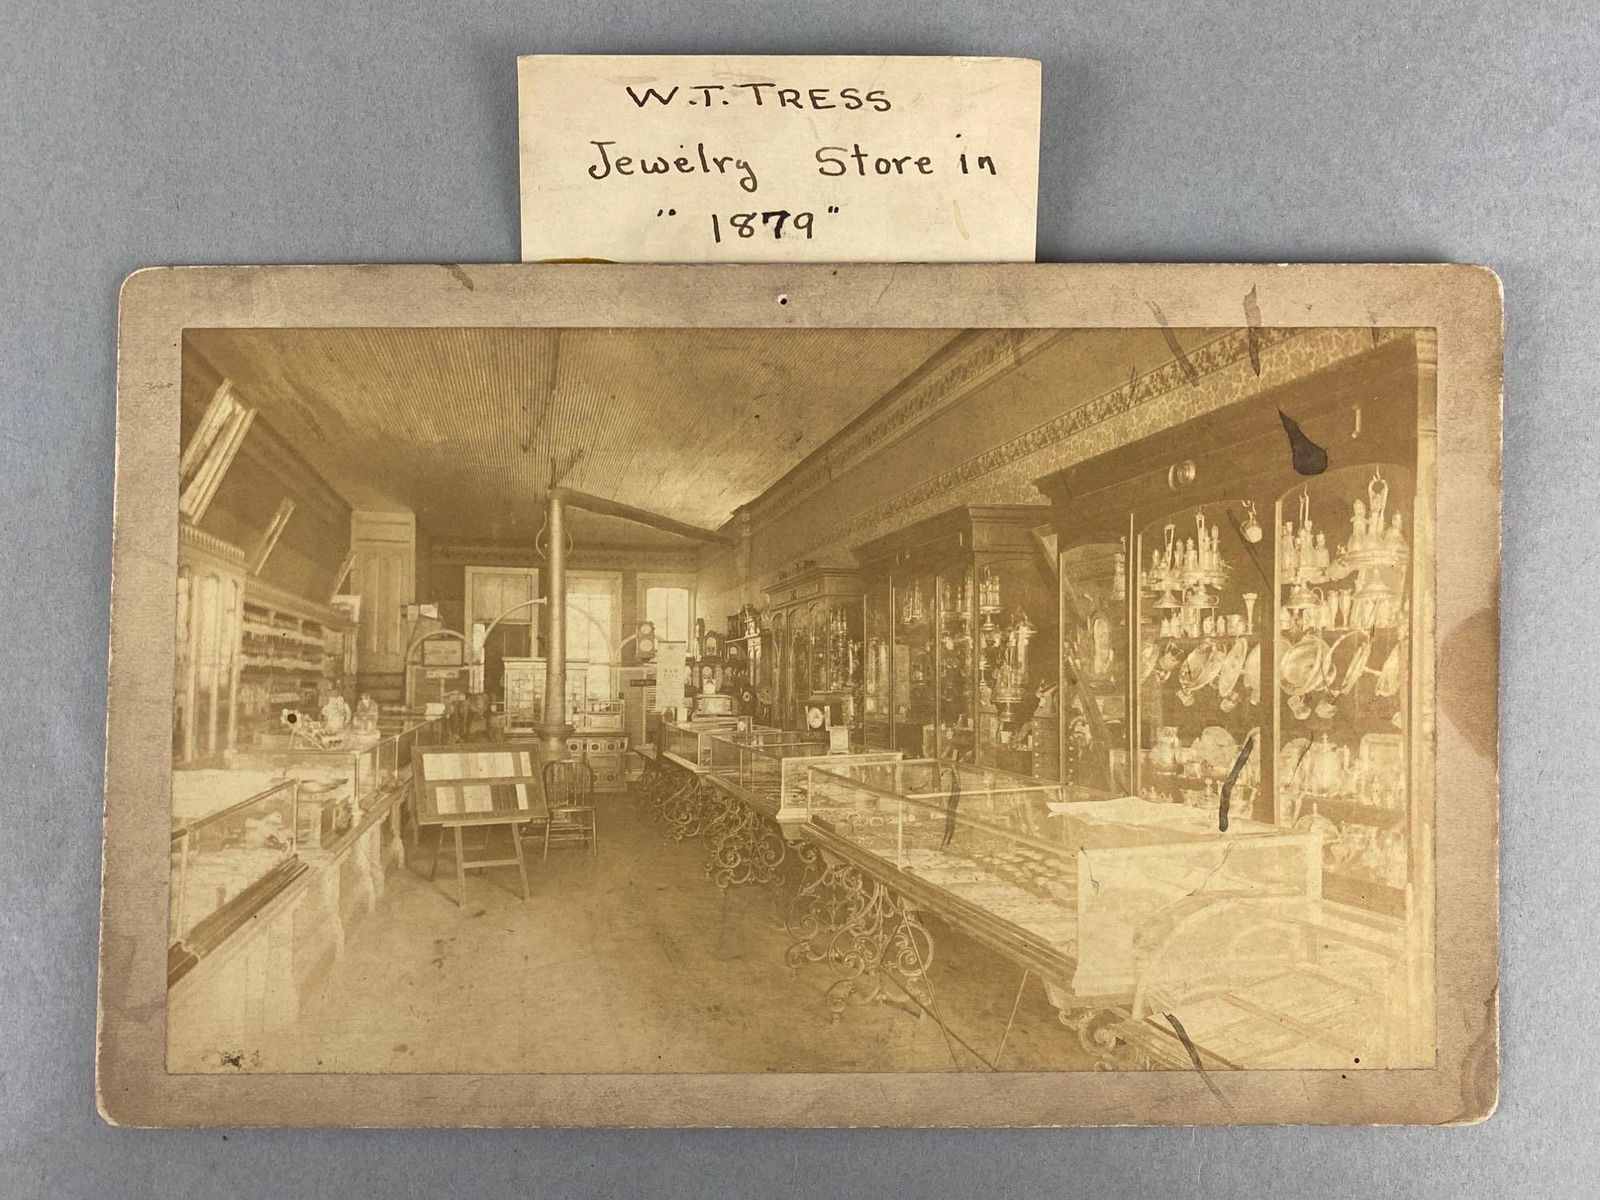 W.T. TRESS
Jewelry Store in
"1879"